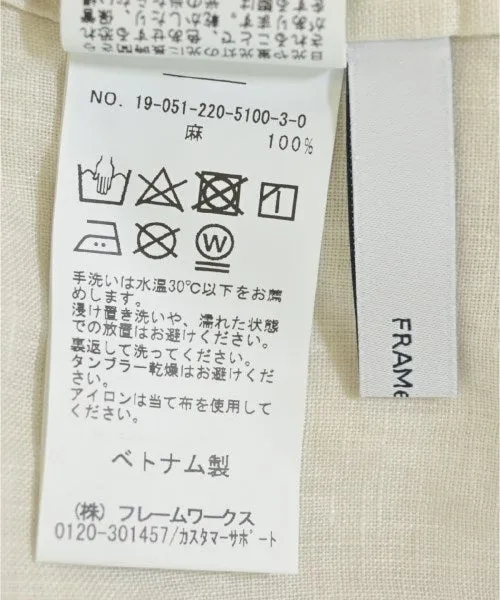 NO. 19-051-220-5100-3-0
麻 100%
W
手洗いは水温30℃以下をお薦
めします。
浸け置き洗いや、濡れた状態
での放置はお避けください。
裏返して洗ってください。
タンブラー乾燥はお避けくだ
さい。
アイロンは当て布を使用して
ください。
ベトナム製
(株) フレームワークス
0120-301457/カスタマーサポート
FRAMe